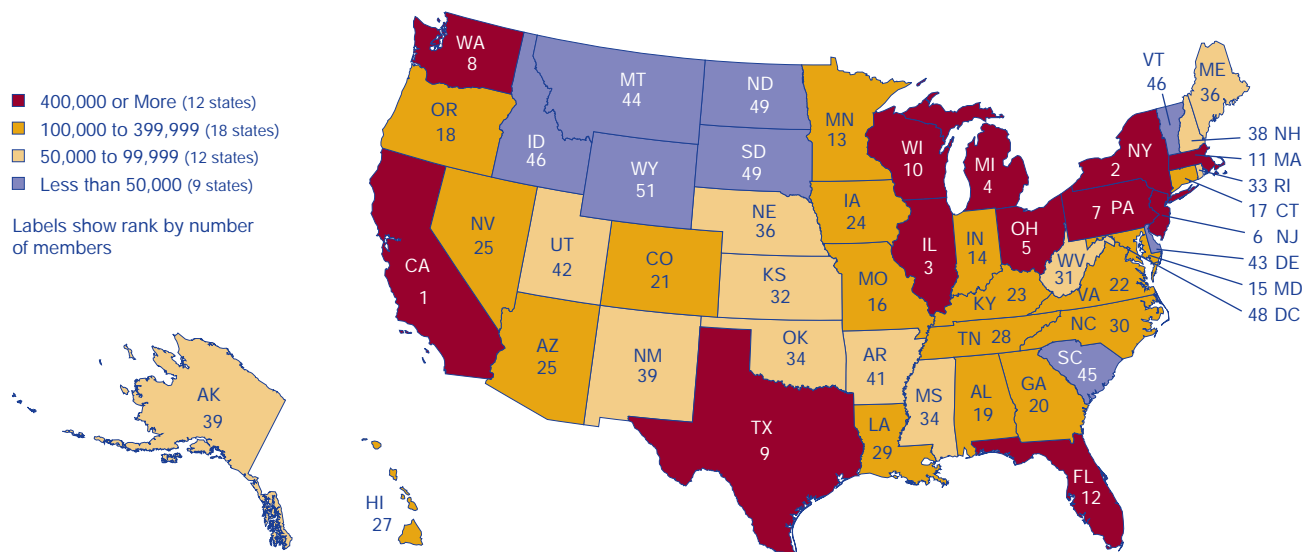 400,000 or More (12 states)
100,000 to 399,999 (18 states)
50,000 to 99,999 (12 states)
Less than 50,000 (9 states)
Labels show rank by number
of members
WA
8
OR
18
CA
1
NV
25
ID
46
MT
44
WY
51
UT
42
AZ
25
CO
21
NM
39
ND
49
SD
49
NE
36
KS
32
OK
34
TX
9
MN
13
IA
24
MO
16
AR
41
LA
29
WI
10
IL
3
MI
4
IN
14
OH
5
KY 23
TN 28
MS
34
AL
19
GA
20
FL
12
SC
45
NC 30
VA 22
WV
31
7 PA
NY
2
VT
46
ME
36
38 NH
11 MA
33 RI
17 CT
6 NJ
43 DE
15 MD
48 DC
AK
39
HI
27